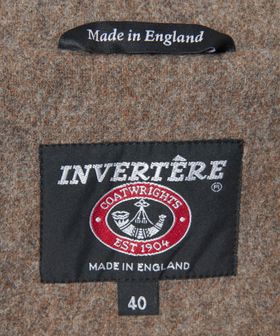 Made in England
INVERTÈRE
COATWRIGHTS
EST 1904
MADE IN ENGLAND
40